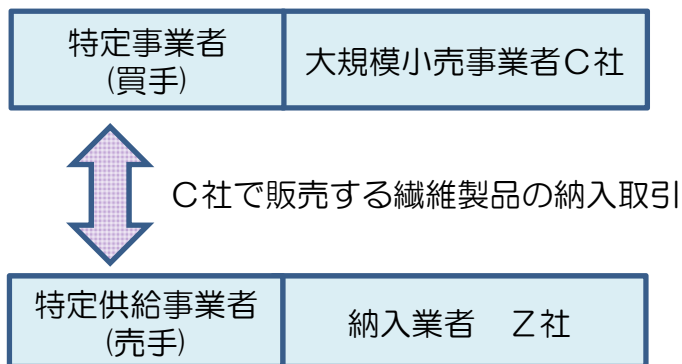 特定事業者
(買手)
大規模小売事業者Ｃ社
Ｃ社で販売する繊維製品の納入取引
特定供給事業者
(売手)
納入業者　Ｚ社